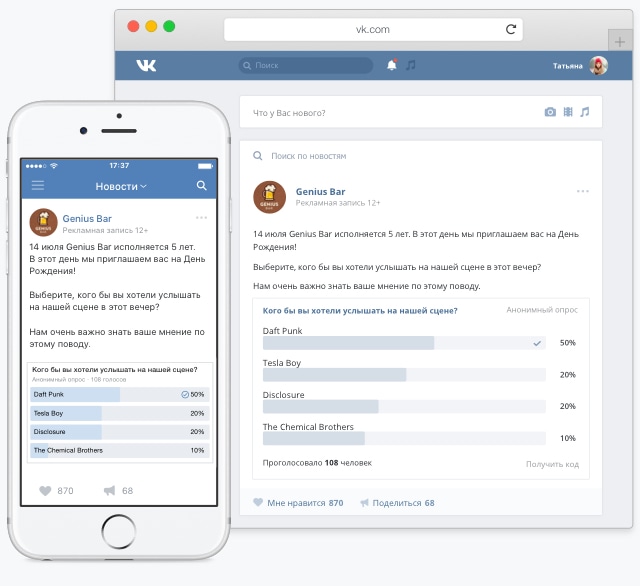 vk.com
Поиск
Татьяна
Что у Вас нового?
Поиск по новостям
Genius Bar
Рекламная запись 12+
14 июля Genius Bar исполняется 5 лет. В этот день мы приглашаем вас на День
Рождения!
Выберите, кого бы вы хотели услышать на нашей сцене в этот вечер?
Нам очень важно знать ваше мнение по этому поводу.
Кого бы вы хотели услышать на нашей сцене?
Анонимный опрос
Daft Punk
50%
Tesla Boy
20%
Disclosure
20%
The Chemical Brothers
10%
Проголосовало 108 человек
Получить код
Мне нравится 870
Поделиться 68
17:37
Новости
Genius Bar
Рекламная запись 12+
14 июля Genius Bar исполняется 5 лет.
В этот день мы приглашаем вас на День
Рождения!
Выберите, кого бы вы хотели услышать
на нашей сцене в этот вечер?
Нам очень важно знать ваше мнение по
этому поводу.
Кого бы вы хотели услышать на нашей сцене?
Анонимный опрос · 108 голосов
Daft Punk 50%
Tesla Boy 20%
Disclosure 20%
The Chemical Brothers 10%
870
68